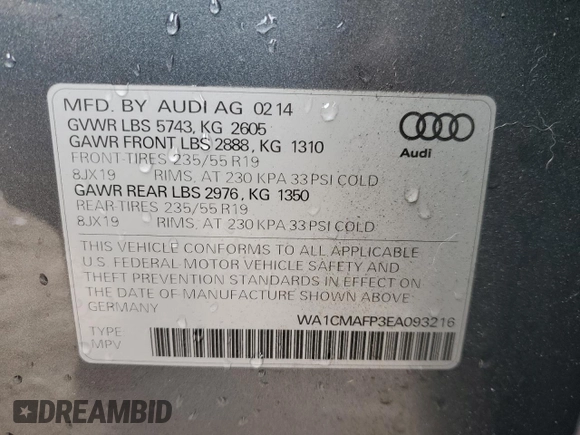 MFD. BY AUDI AG 02 14
GVWR LBS 5743, KG 2605
GAWR FRONT LBS 2888, KG 1310
FRONT-TIRES 235/55 R19
8JX19 RIMS, AT 230 KPA 33 PSI COLD
GAWR REAR LBS 2976, KG 1350
REAR-TIRES 235/55 R19
8JX19 RIMS, AT 230 KPA 33 PSI COLD
Audi
THIS VEHICLE CONFORMS TO ALL APPLICABLE
U.S. FEDERAL MOTOR VEHICLE SAFETY AND
THEFT PREVENTION STANDARDS IN EFFECT ON
THE DATE OF MANUFACTURE SHOWN ABOVE.
GERMANY
WA1CMAFP3EA093216
TYPE:
MPV
DREAMBID